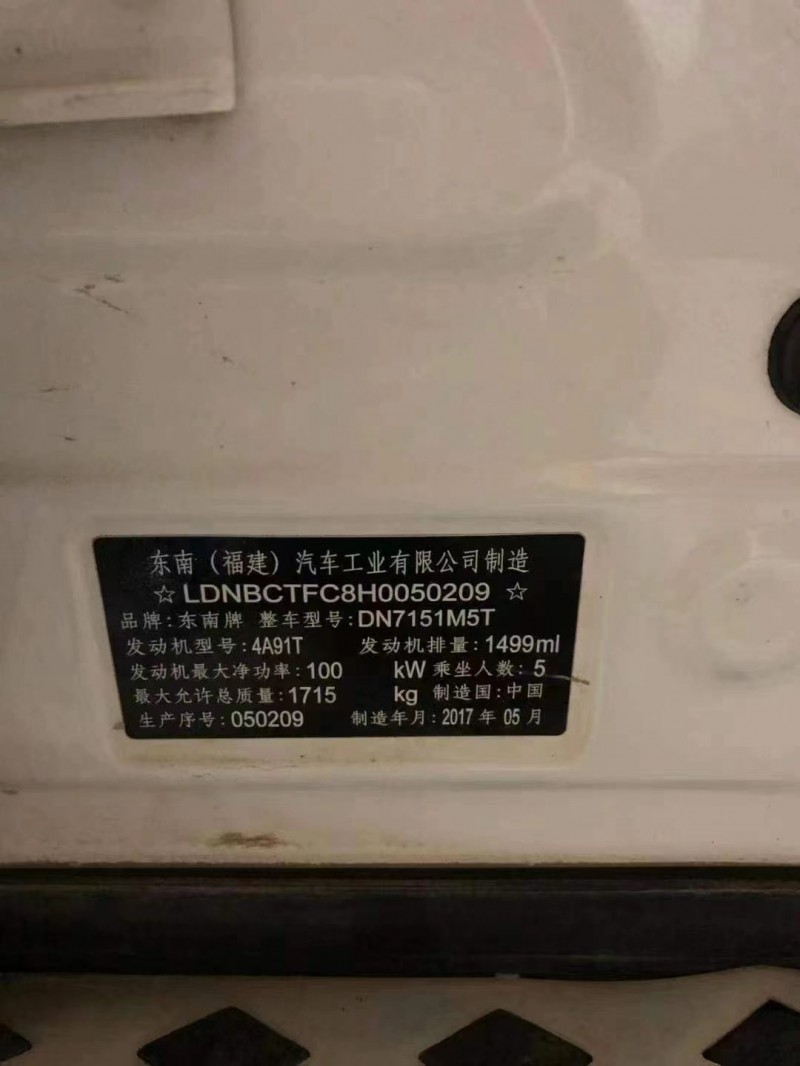 东南（福建）汽车工业有限公司制造
☆ LDNBCTFC8H0050209 ☆
品牌:东南牌 整车型号:DN7151M5T
发动机型号:4A91T 发动机排量:1499ml
发动机最大净功率:100 kW 乘坐人数:5
最大允许总质量:1715 kg 制造国:中国
生产序号:050209 制造年月:2017 年 05 月